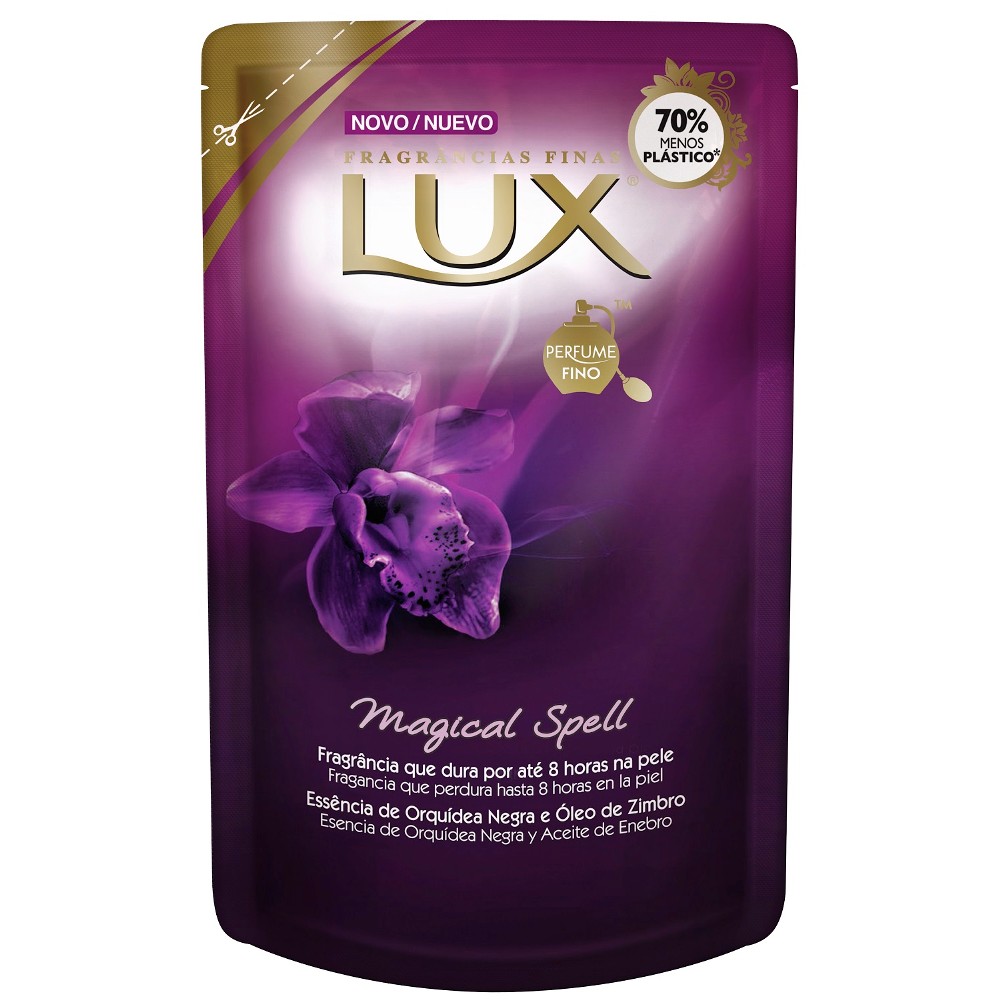 NOVO / NUEVO
FRAGRÂNCIAS FINAS
LUX®
70%
MENOS
PLÁSTICO*
PERFUME
FINO
™
Magical Spell
Fragrância que dura por até 8 horas na pele
Fragancia que perdura hasta 8 horas en la piel
Essência de Orquídea Negra e Óleo de Zimbro
Esencia de Orquídea Negra y Aceite de Enebro